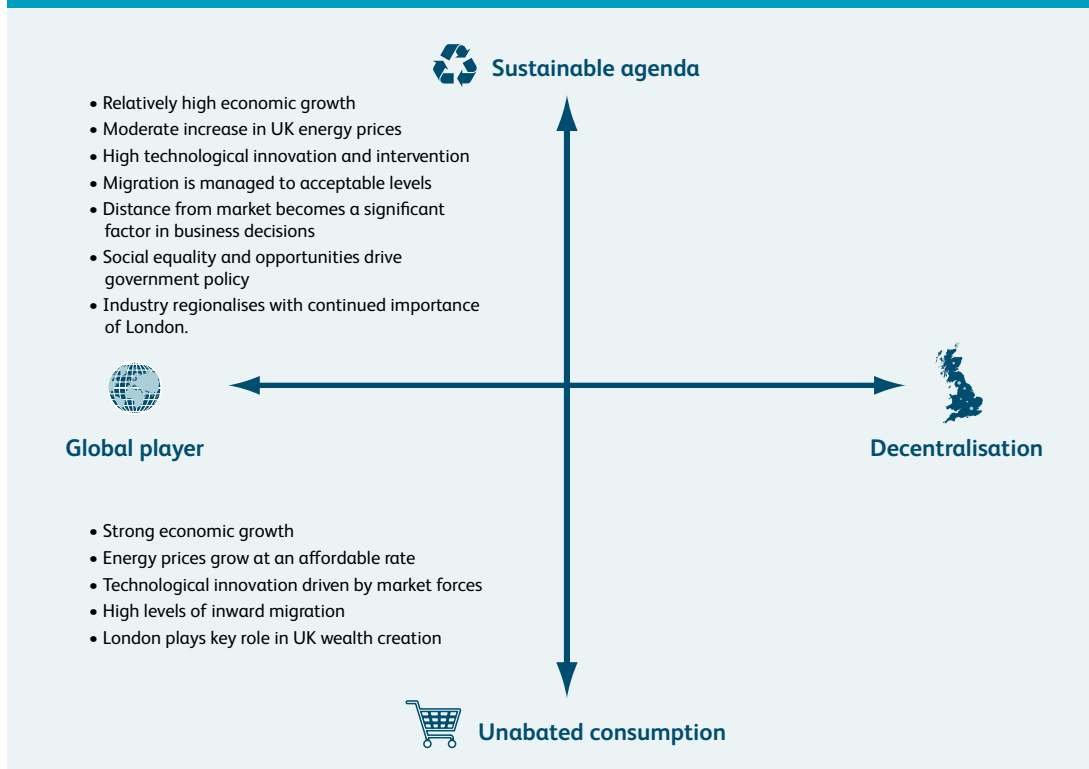 Sustainable agenda
• Relatively high economic growth
• Moderate increase in UK energy prices
• High technological innovation and intervention
• Migration is managed to acceptable levels
• Distance from market becomes a significant
factor in business decisions
• Social equality and opportunities drive
government policy
• Industry regionalises with continued importance
of London.
Global player
Decentralisation
• Strong economic growth
• Energy prices grow at an affordable rate
• Technological innovation driven by market forces
• High levels of inward migration
• London plays key role in UK wealth creation
Unabated consumption